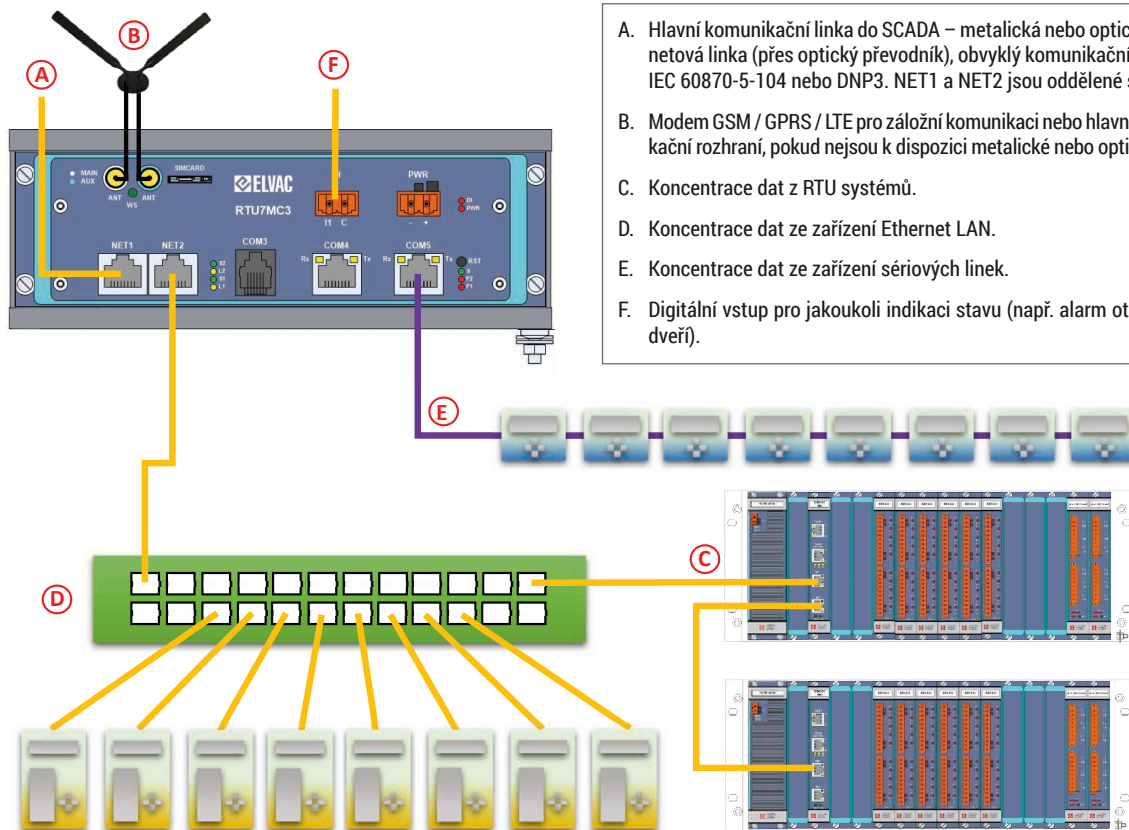 A. Hlavní komunikační linka do SCADA – metalická nebo optic
netová linka (přes optický převodník), obvyklý komunikační
IEC 60870-5-104 nebo DNP3. NET1 a NET2 jsou oddělené s
B. Modem GSM / GPRS / LTE pro záložní komunikaci nebo hlavn
kační rozhraní, pokud nejsou k dispozici metalické nebo opti
C. Koncentrace dat z RTU systémů.
D. Koncentrace dat ze zařízení Ethernet LAN.
E. Koncentrace dat ze zařízení sériových linek.
F. Digitální vstup pro jakoukoli indikaci stavu (např. alarm ot
dveří).
B
A
F
MAIN
AUX
SIMCARD
ANT
WS
ANT
ELVAC
RTU7MC3
I1 C
PWR
- +
DI
PWR
NET1
NET2
S2
L2
S1
L1
COM3
COM4
Rx
Tx
COM5
Rx
Tx
RST
S
F2
F1
E
C
D